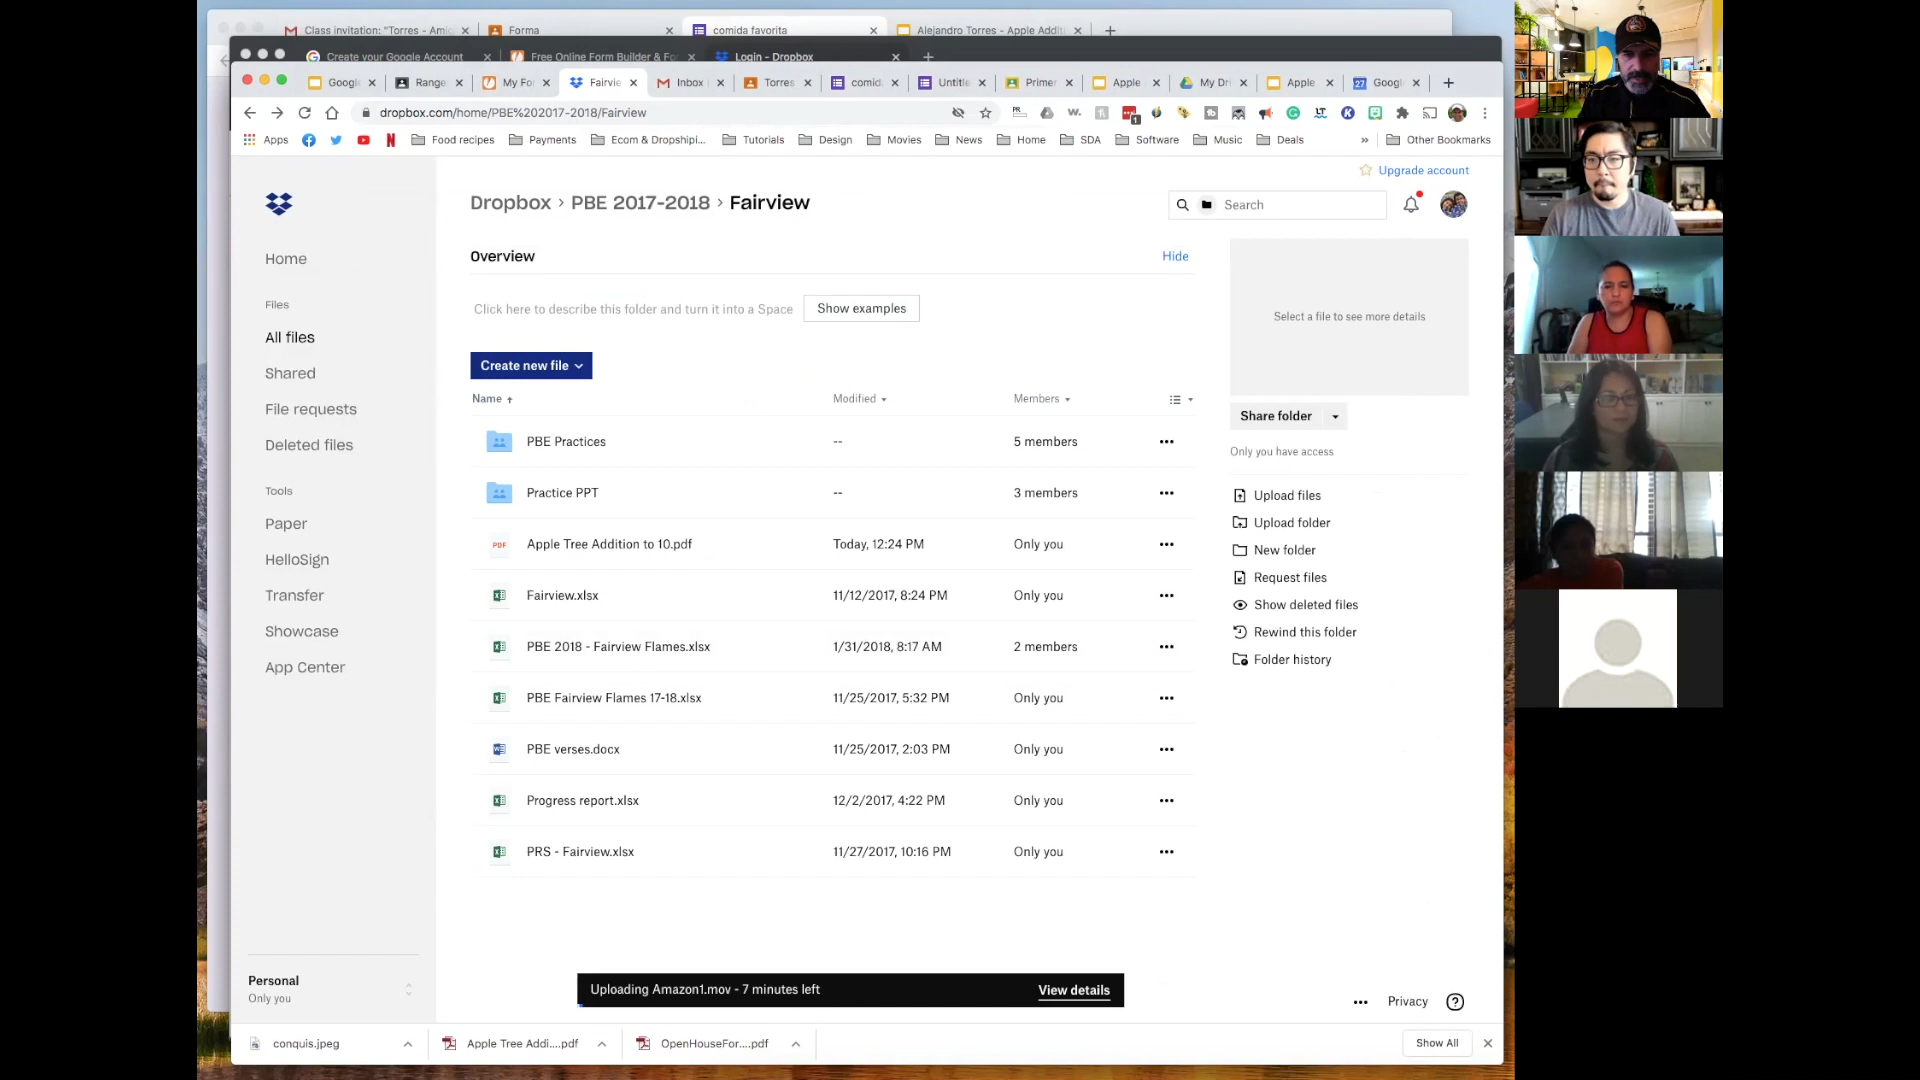 Class invitation: "Torres - Amic
Forma
comida favorita
Alejandro Torres - Apple Additi
Create your Google Account
Free Online Form Builder & Fo
Login - Dropbox
Google
Range
My For
Fairvie
Inbox
Torres
comid
Untitle
Primer
Apple
My Dri
Apple
Google
dropbox.com/home/PBE%202017-2018/Fairview
Apps
Food recipes
Payments
Ecom & Dropshipi...
Tutorials
Design
Movies
News
Home
SDA
Software
Music
Deals
»
Other Bookmarks
Upgrade account
Dropbox › PBE 2017-2018 › Fairview
Search
Home
Overview
Hide
Files
Click here to describe this folder and turn it into a Space
Show examples
Select a file to see more details
All files
Shared
File requests
Deleted files
Create new file
Name
Modified
Members
Share folder
Only you have access
PBE Practices -- 5 members
Practice PPT -- 3 members
Apple Tree Addition to 10.pdf Today, 12:24 PM Only you
Fairview.xlsx 11/12/2017, 8:24 PM Only you
PBE 2018 - Fairview Flames.xlsx 1/31/2018, 8:17 AM 2 members
PBE Fairview Flames 17-18.xlsx 11/25/2017, 5:32 PM Only you
PBE verses.docx 11/25/2017, 2:03 PM Only you
Progress report.xlsx 12/2/2017, 4:22 PM Only you
PRS - Fairview.xlsx 11/27/2017, 10:16 PM Only you
Tools
Paper
HelloSign
Transfer
Showcase
App Center
Upload files
Upload folder
New folder
Request files
Show deleted files
Rewind this folder
Folder history
Personal
Only you
Uploading Amazon1.mov - 7 minutes left
View details
Privacy
conquis.jpeg
Apple Tree Addi....pdf
OpenHouseFor....pdf
Show All